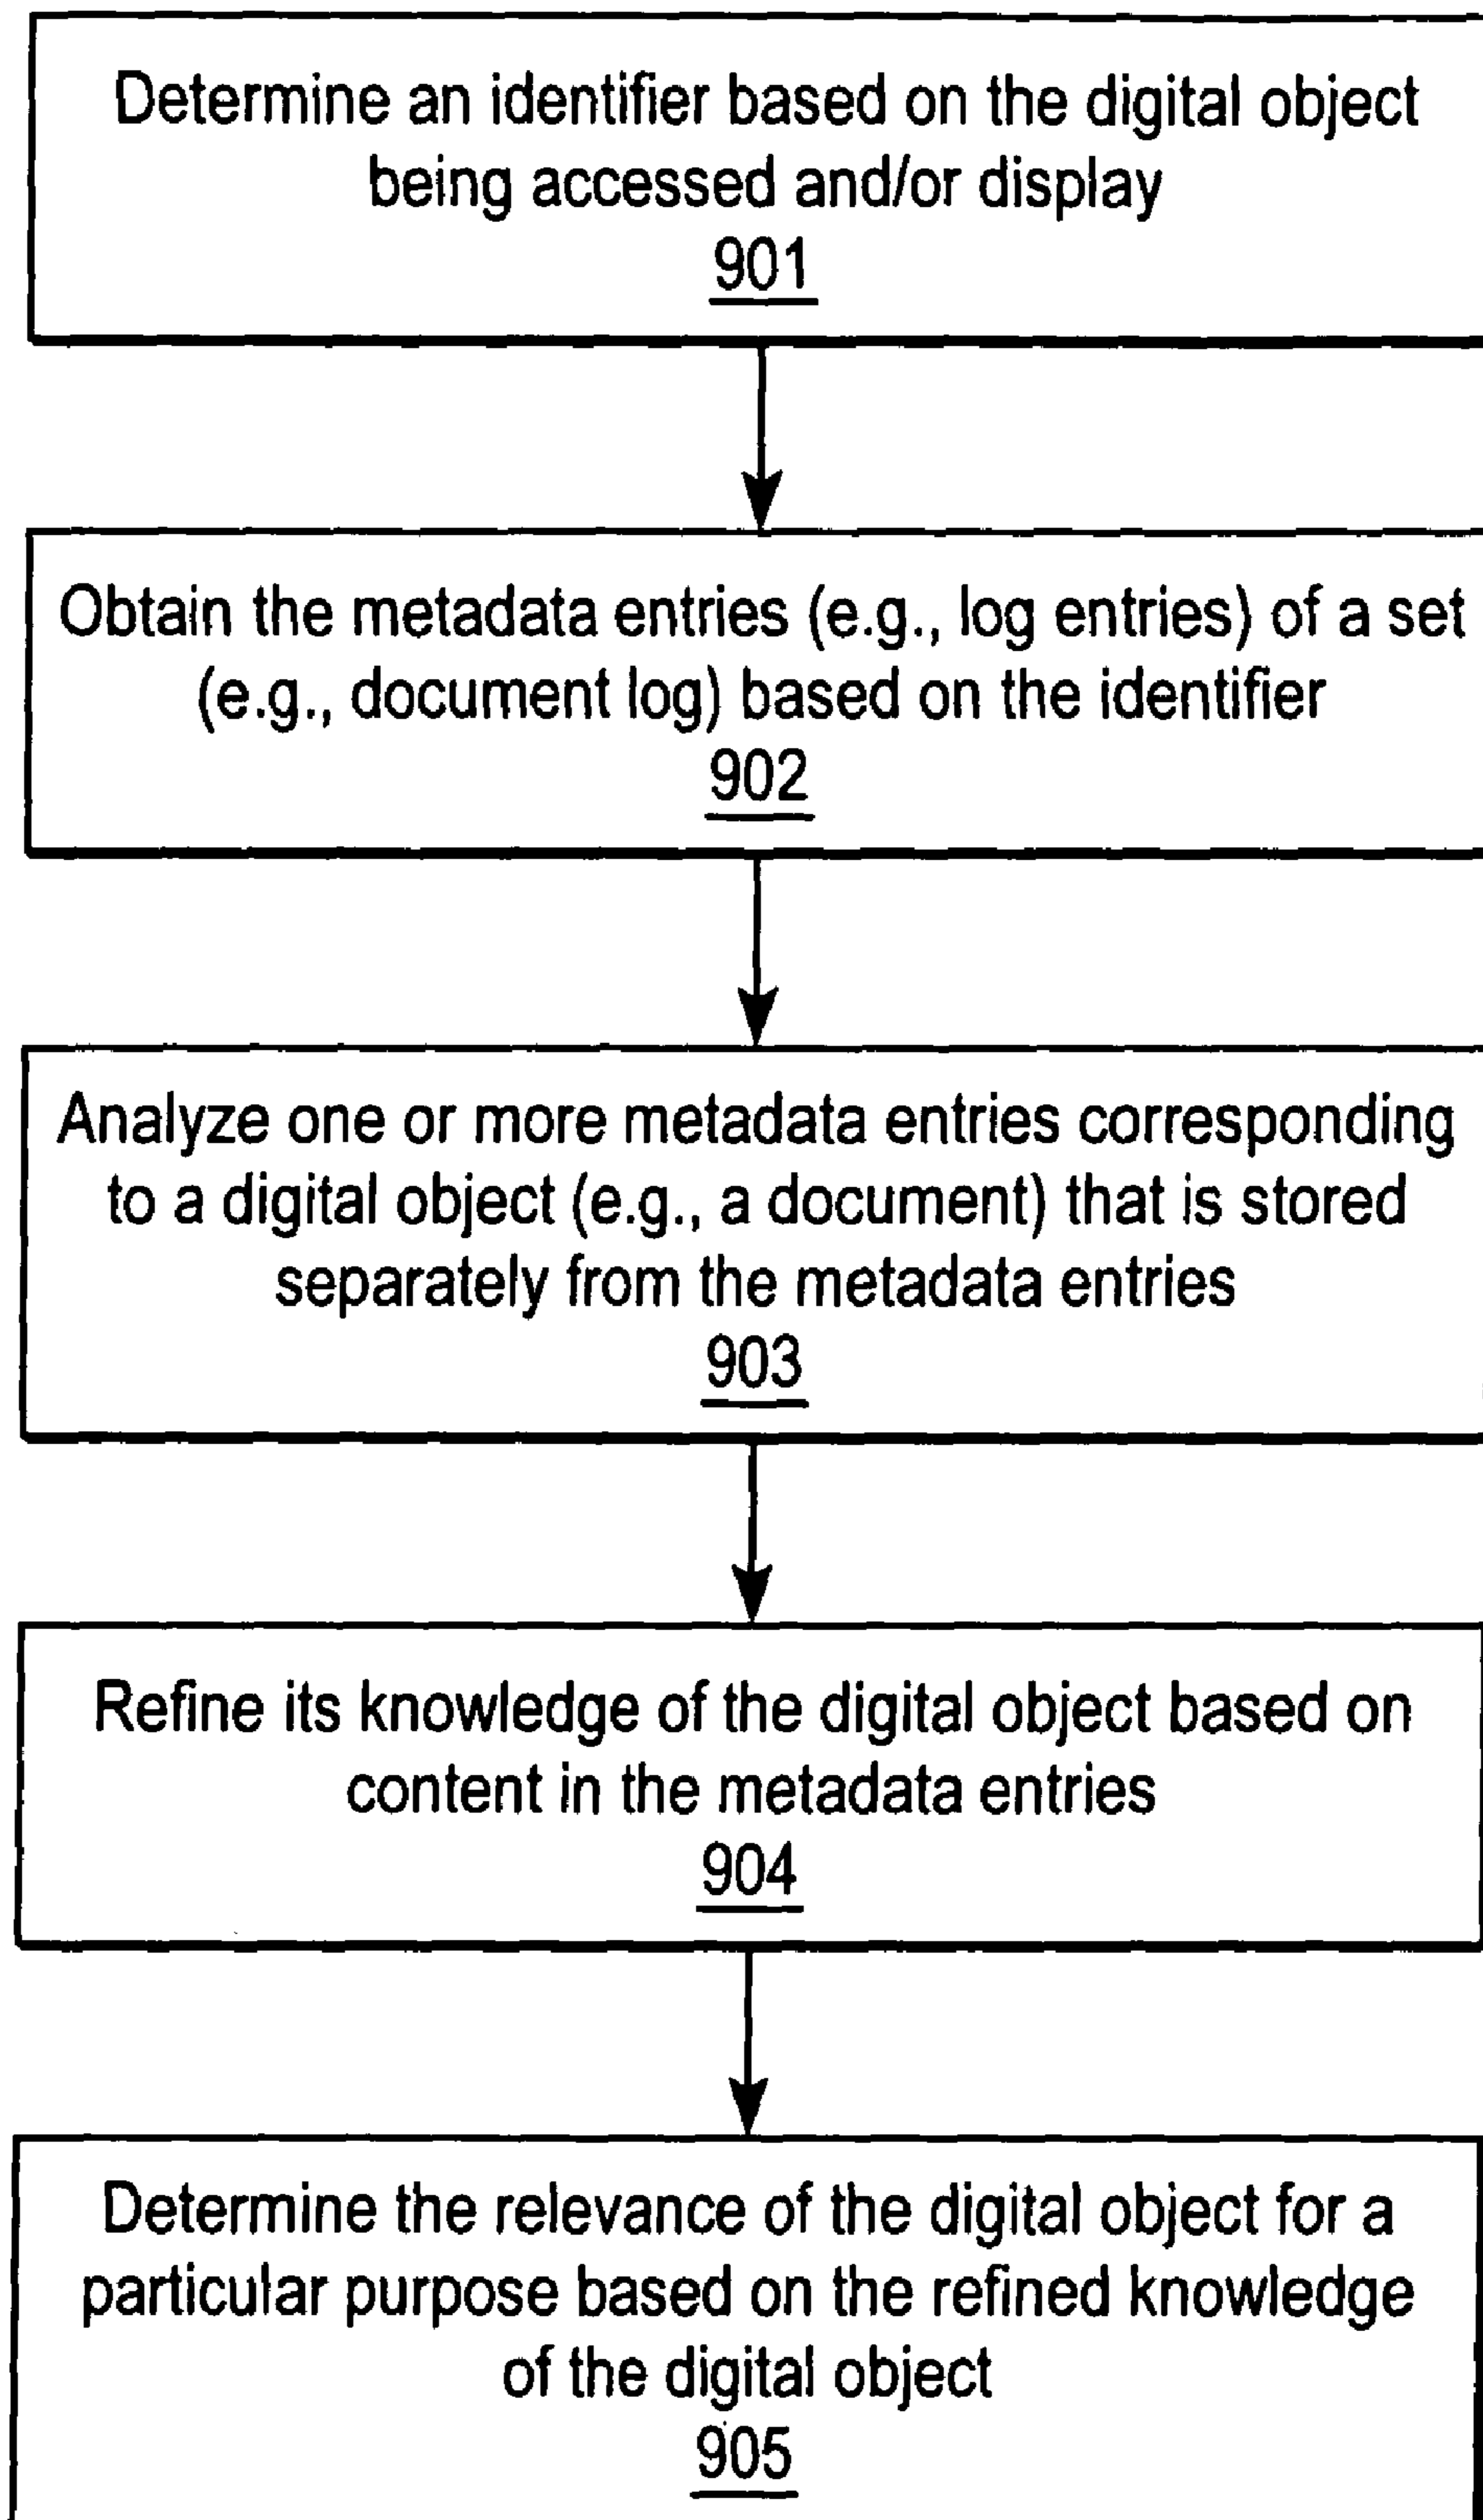 Determine an identifier based on the digital object
being accessed and/or display
901
Obtain the metadata entries (e.g., log entries) of a set
(e.g., document log) based on the identifier
902
Analyze one or more metadata entries corresponding
to a digital object (e.g., a document) that is stored
separately from the metadata entries
903
Refine its knowledge of the digital object based on
content in the metadata entries
904
Determine the relevance of the digital object for a
particular purpose based on the refined knowledge
of the digital object
905